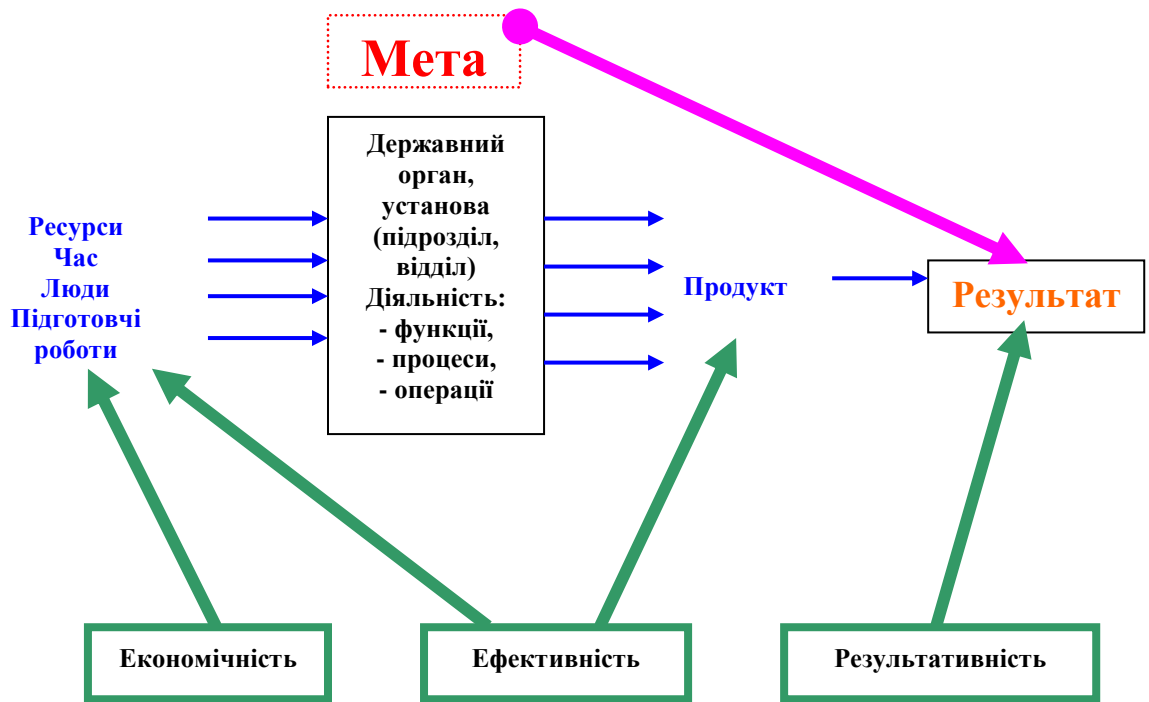 Мета
Державний
орган,
установа
(підрозділ,
відділ)
Діяльність:
- функції,
- процеси,
- операції
Ресурси
Час
Люди
Підготовчі
роботи
Продукт
Результат
Економічність
Ефективність
Результативність